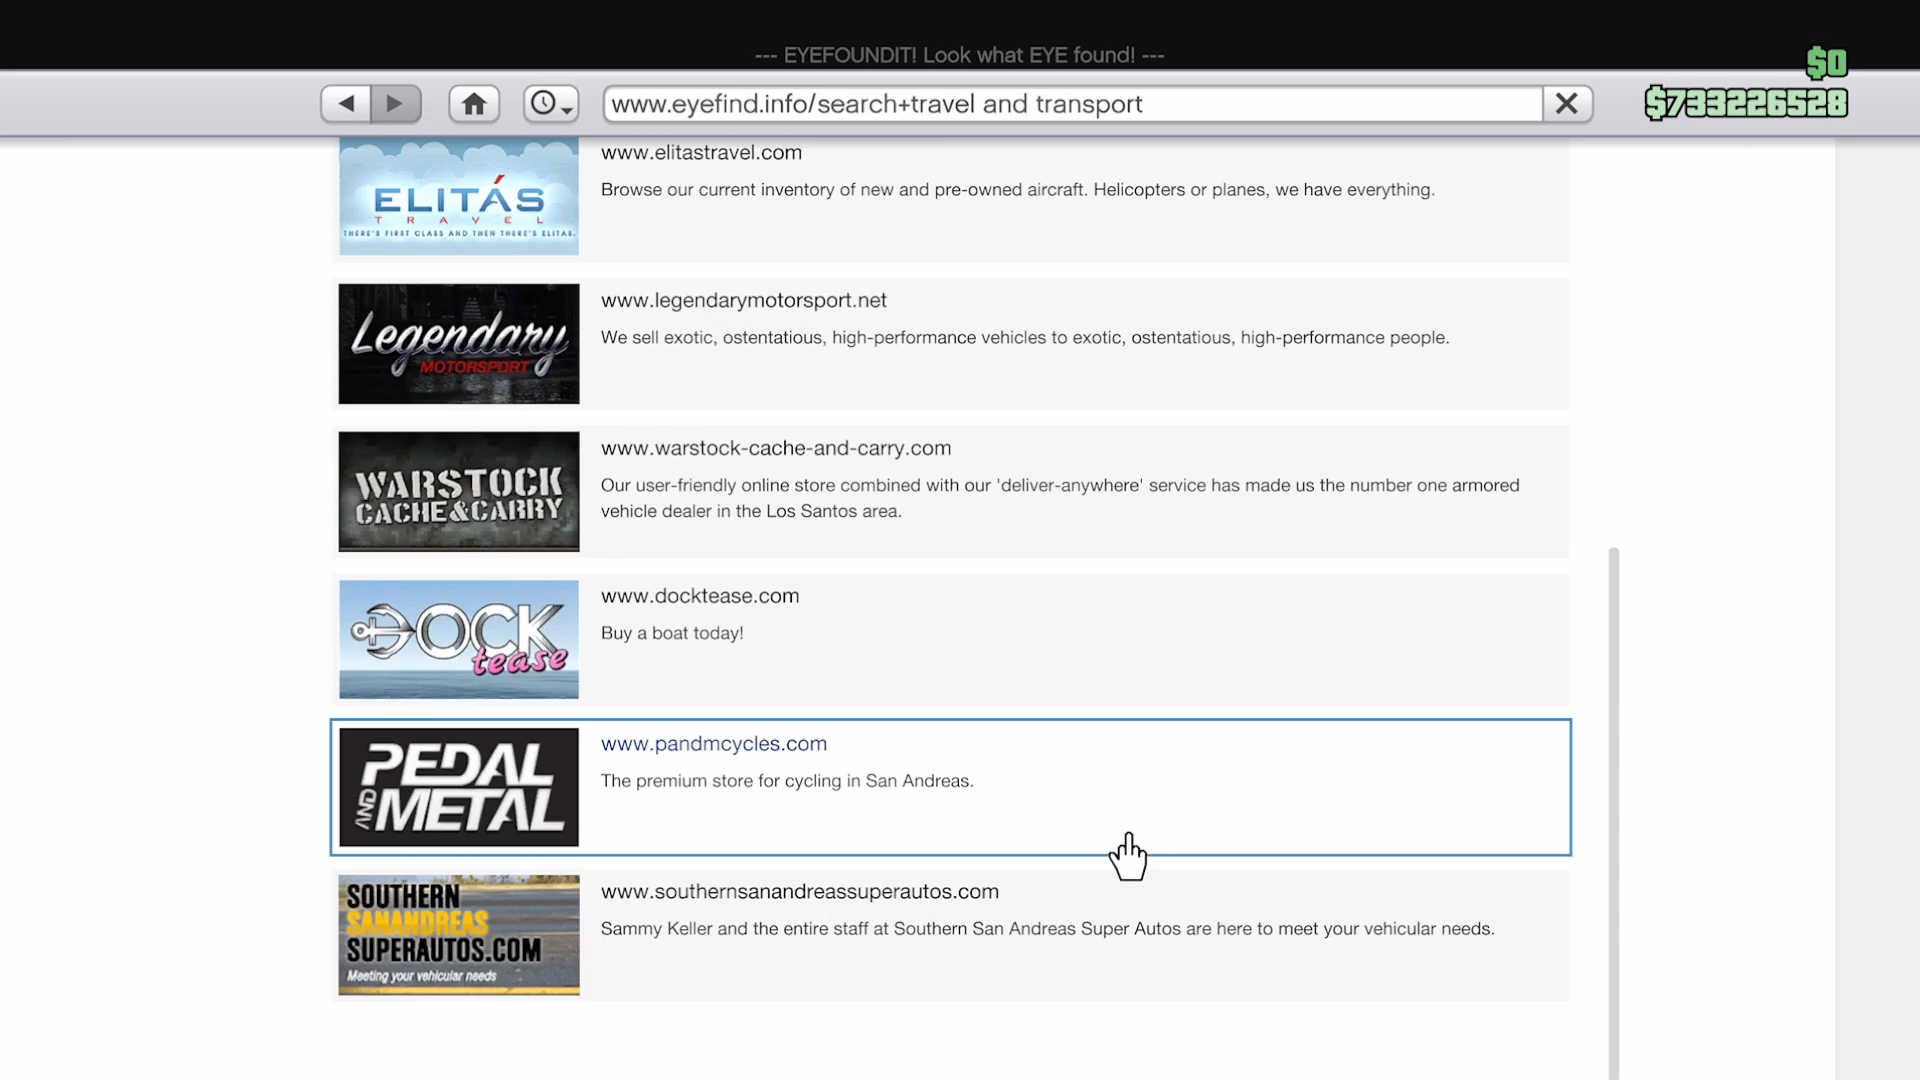 --- EYEFOUNDIT! Look what EYE found! ---
$0
www.eyefind.info/search+travel and transport
$733226528
ELITÁS
TRAVEL
THERE'S FIRST CLASS AND THEN THERE'S ELITAS.
www.elitastravel.com
Browse our current inventory of new and pre-owned aircraft. Helicopters or planes, we have everything.
Legendary
MOTORSPORT
www.legendarymotorsport.net
We sell exotic, ostentatious, high-performance vehicles to exotic, ostentatious, high-performance people.
WARSTOCK
CACHE&CARRY
www.warstock-cache-and-carry.com
Our user-friendly online store combined with our 'deliver-anywhere' service has made us the number one armored
vehicle dealer in the Los Santos area.
DOCK
tease
www.docktease.com
Buy a boat today!
PEDAL
AND METAL
www.pandmcycles.com
The premium store for cycling in San Andreas.
SOUTHERN
SANANDREAS
SUPERAUTOS.COM
Meeting your vehicular needs
www.southernsanandreassuperautos.com
Sammy Keller and the entire staff at Southern San Andreas Super Autos are here to meet your vehicular needs.